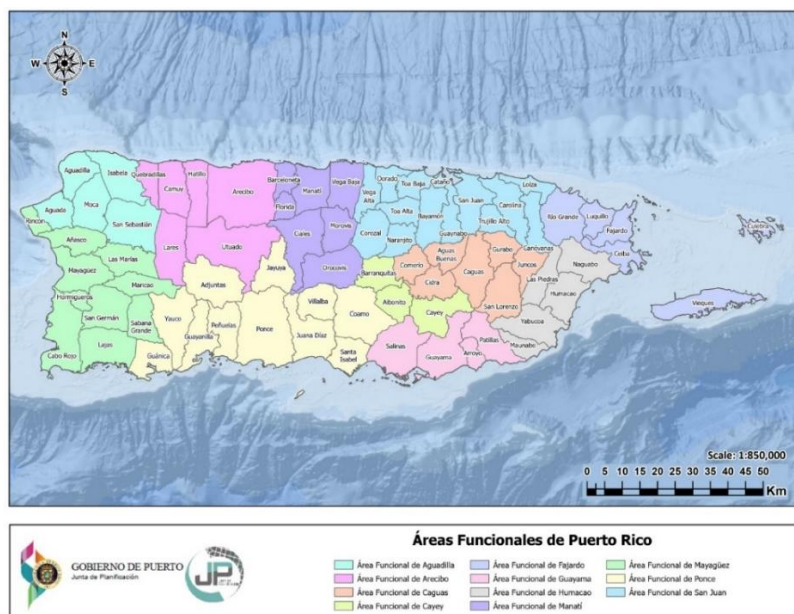 N
W E
S
Aguadilla
Isabela
Quebradillas
Camuy
Hatillo
Arecibo
Barceloneta
Manatí
Vega Baja
Vega Alta
Dorado
Toa Baja
Cataño
San Juan
Loíza
Carolina
Aguada
Moca
San Sebastián
Rincón
Florida
Ciales
Morovis
Corozal
Toa Alta
Naranjito
Bayamón
Guaynabo
Trujillo Alto
Canóvanas
Río Grande
Luquillo
Fajardo
Ceiba
Culebra
Vieques
Añasco
Las Marías
Lares
Utuado
Orocovis
Barranquitas
Comerío
Aguas Buenas
Caguas
Gurabo
Juncos
Naguabo
Las Piedras
Humacao
Mayagüez
Maricao
Adjuntas
Jayuya
Villalba
Coamo
Aibonito
Cidra
Cayey
San Lorenzo
Yabucoa
Hormigueros
San Germán
Sabana Grande
Yauco
Peñuelas
Ponce
Juana Díaz
Guayanilla
Santa Isabel
Salinas
Guayama
Arroyo
Patillas
Maunabo
Cabo Rojo
Lajas
Guánica
Scale: 1:850,000
0 5 10 15 20 25 30 35 40 45 50
Km
Áreas Funcionales de Puerto Rico
GOBIERNO DE PUERTO
Junta de Planificación
JP
Área Funcional de Aguadilla
Área Funcional de Arecibo
Área Funcional de Caguas
Área Funcional de Cayey
Área Funcional de Fajardo
Área Funcional de Guayama
Área Funcional de Humacao
Área Funcional de Manatí
Área Funcional de Mayagüez
Área Funcional de Ponce
Área Funcional de San Juan